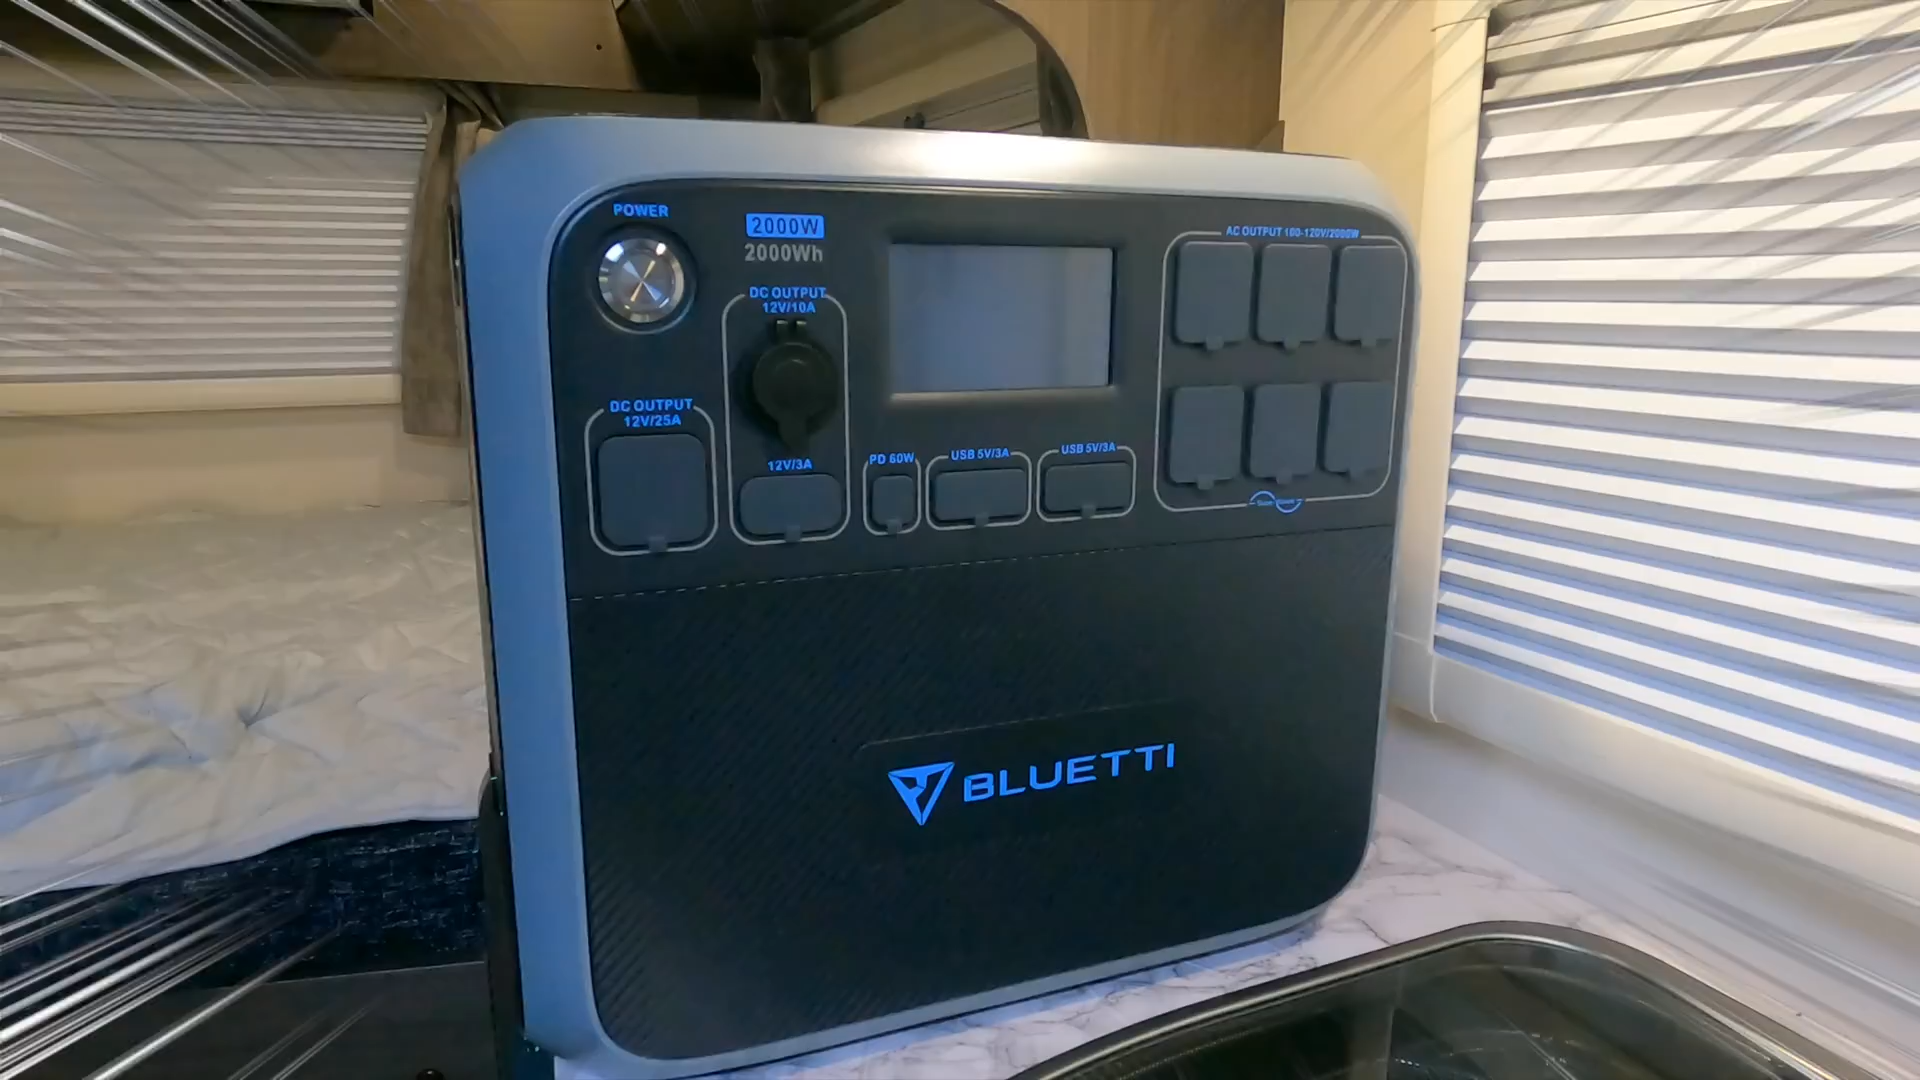 POWER
2000W
2000Wh
DC OUTPUT
12V/10A
DC OUTPUT
12V/25A
12V/3A
PD 60W
USB 5V/3A
USB 5V/3A
AC OUTPUT 100-120V/2000W
BLUETTI